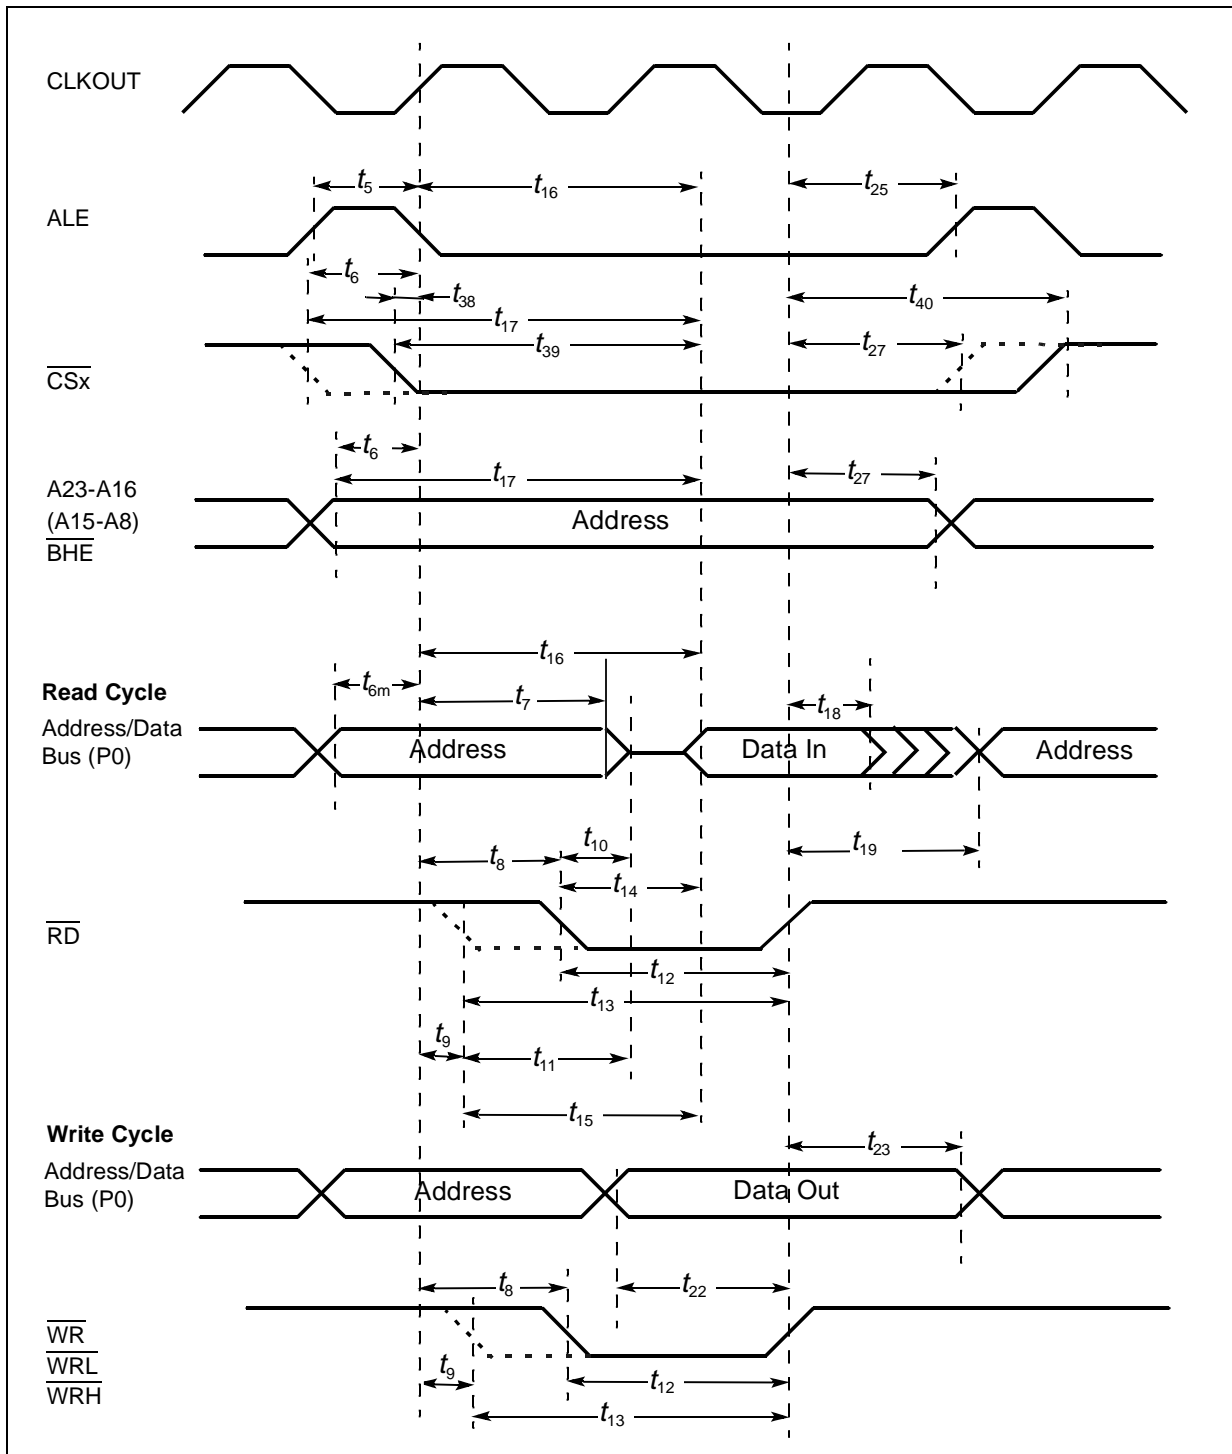 CLKOUT
t5
t16
t25
ALE
t6
t38
t40
t17
t39
t27
CSx
t6
t27
t17
A23-A16
(A15-A8)
BHE
Address
t16
Read Cycle
t6m
t7
t18
Address/Data
Bus (P0)
Address
Data In
Address
t10
t8
t19
t14
RD
t12
t13
t9
t11
t15
Write Cycle
t23
Address/Data
Bus (P0)
Address
Data Out
t8
t22
WR
WRL
WRH
t9
t12
t13